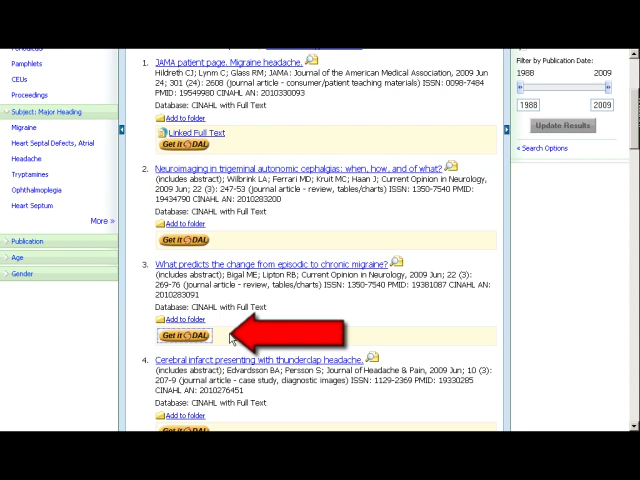 Pamphlets
CEUs
Proceedings
Subject: Major Heading
Migraine
Heart Septal Defects, Atrial
Headache
Tryptamines
Ophthalmoplegia
Heart Septum
More »
Publication
Age
Gender
1. JAMA patient page. Migraine headache.
Hildreth CJ; Lynm C; Glass RM; JAMA: Journal of the American Medical Association, 2009 Jun
24; 301 (24): 2608 (journal article - consumer/patient teaching materials) ISSN: 0098-7484
PMID: 19549980 CINAHL AN: 2010330093
Database: CINAHL with Full Text
Add to folder
Linked Full Text
Get it DAL
2. Neuroimaging in trigeminal autonomic cephalgias: when, how, and of what?
(includes abstract); Wilbrink LA; Ferrari MD; Kruit MC; Haan J; Current Opinion in Neurology,
2009 Jun; 22 (3): 247-53 (journal article - review, tables/charts) ISSN: 1350-7540 PMID:
19434790 CINAHL AN: 2010283200
Database: CINAHL with Full Text
Add to folder
Get it DAL
3. What predicts the change from episodic to chronic migraine?
(includes abstract); Bigal ME; Lipton RB; Current Opinion in Neurology, 2009 Jun; 22 (3):
269-76 (journal article - review, tables/charts) ISSN: 1350-7540 PMID: 19381087 CINAHL AN:
2010283091
Database: CINAHL with Full Text
Add to folder
Get it DAL
4. Cerebral infarct presenting with thunderclap headache.
(includes abstract); Edvardsson BA; Persson S; Journal of Headache & Pain, 2009 Jun; 10 (3):
207-9 (journal article - case study, diagnostic images) ISSN: 1129-2369 PMID: 19330285
CINAHL AN: 2010276451
Database: CINAHL with Full Text
Add to folder
Get it DAL
Filter by Publication Date:
1988 2009
1988 2009
Update Results
« Search Options